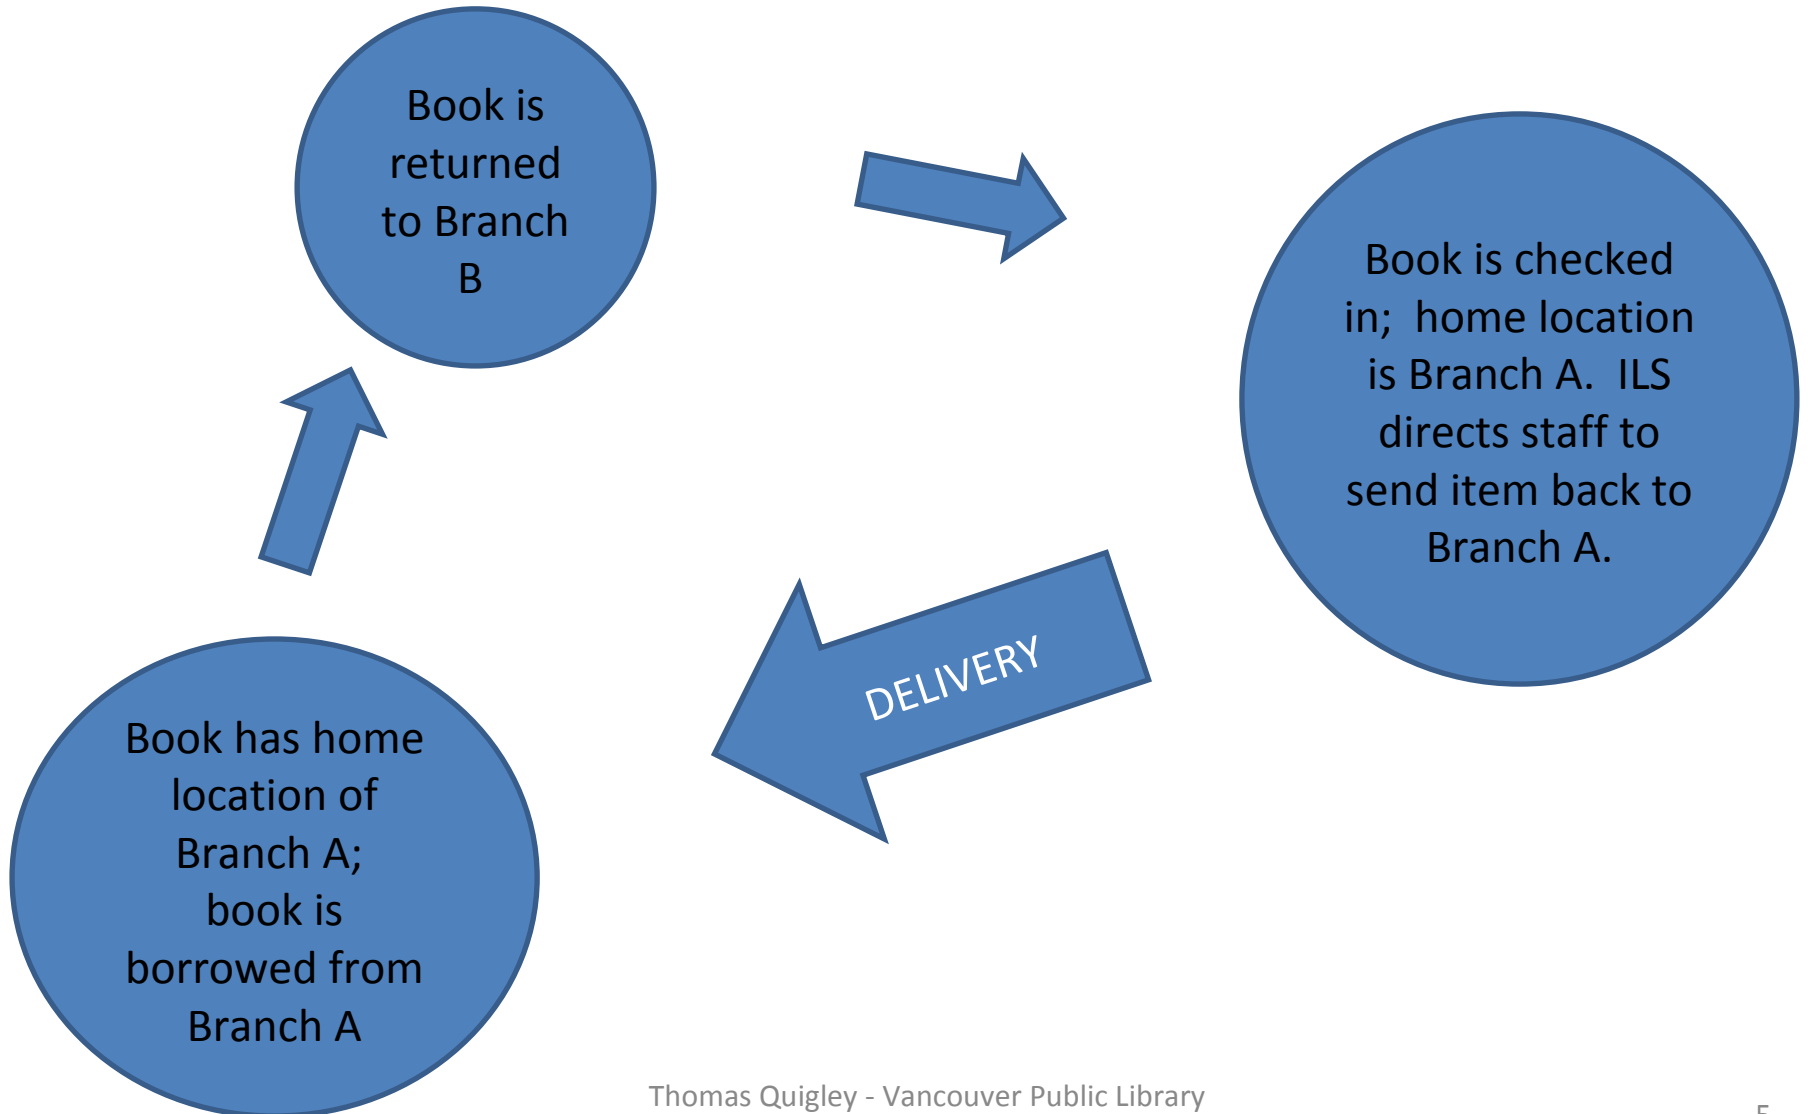 Book is
returned
to Branch
B
Book is checked
in;  home location
is Branch A.  ILS
directs staff to
send item back to
Branch A.
DELIVERY
Book has home
location of
Branch A;
book is
borrowed from
Branch A
Thomas Quigley - Vancouver Public Library
5